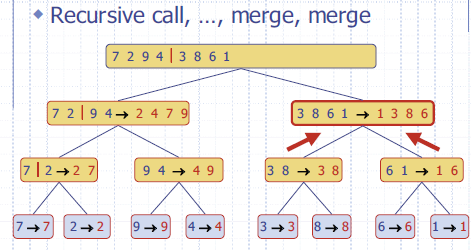 Recursive call, …, merge, merge
7 2 9 4 | 3 8 6 1
7 2 | 9 4 → 2 4 7 9
3 8 6 1 → 1 3 8 6
7 | 2 → 2 7
9 4 → 4 9
3 8 → 3 8
6 1 → 1 6
7 → 7
2 → 2
9 → 9
4 → 4
3 → 3
8 → 8
6 → 6
1 → 1